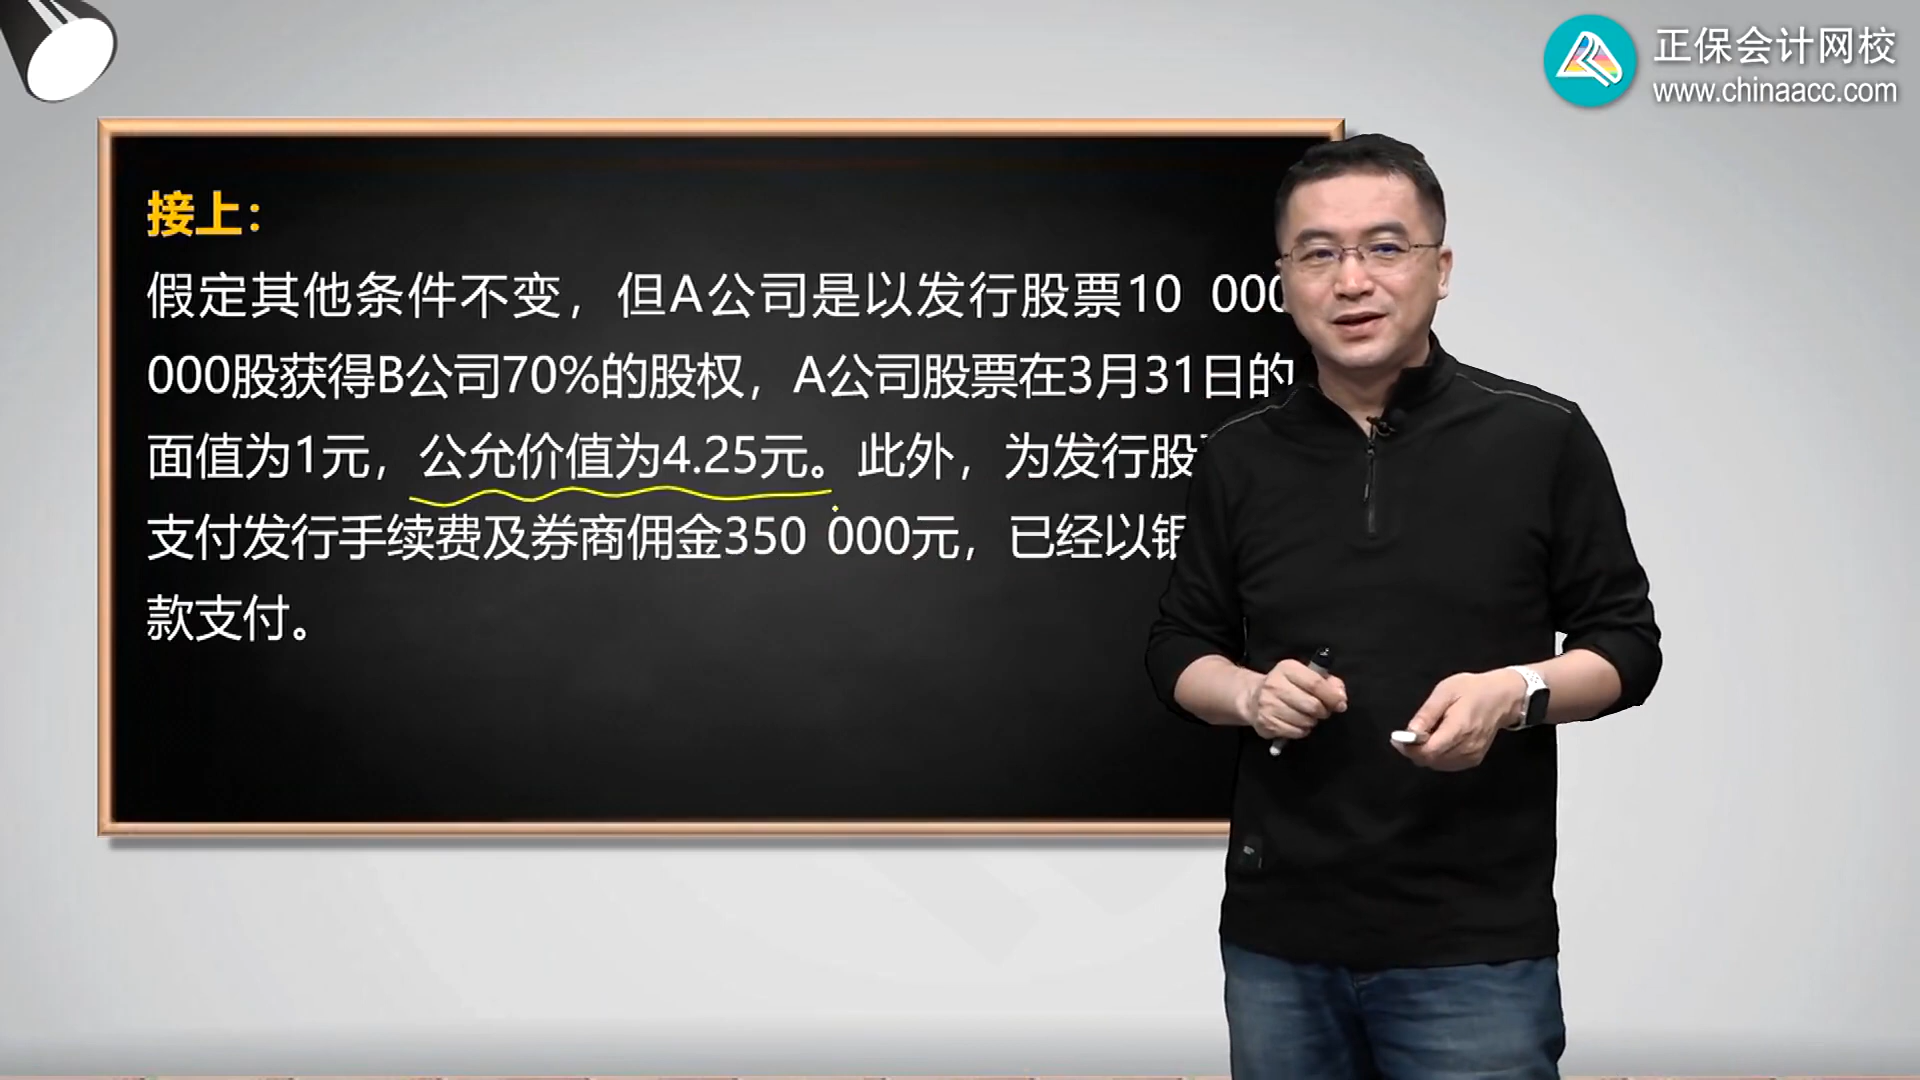 正保会计网校
www.chinaacc.com
接上：
假定其他条件不变，但A公司是以发行股票10 000
000股获得B公司70%的股权，A公司股票在3月31日的
面值为1元，公允价值为4.25元。此外，为发行股
支付发行手续费及券商佣金350 000元，已经以银
款支付。